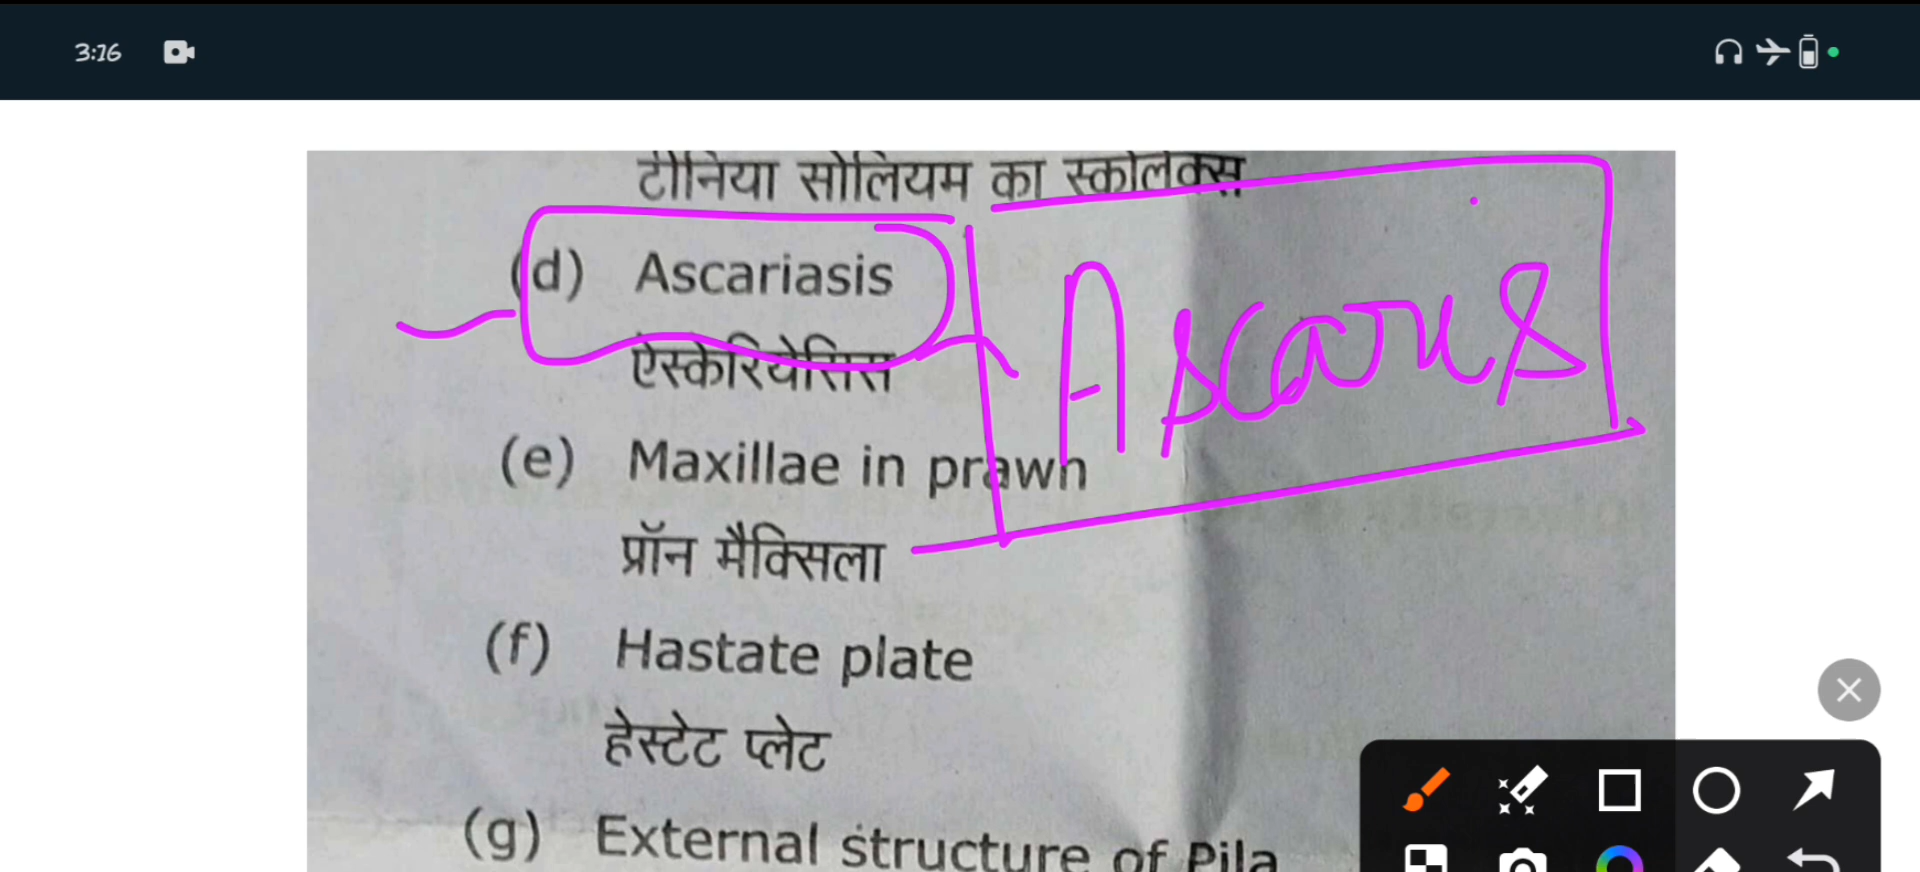 3:16
टीनिया सोलियम का स्कोलेक्स
(d) Ascariasis
ऐस्केरियेसिस
Ascaris
(e) Maxillae in prawn
प्रॉन मैक्सिला
(f) Hastate plate
हेस्टेट प्लेट
(g) External structure of Pila